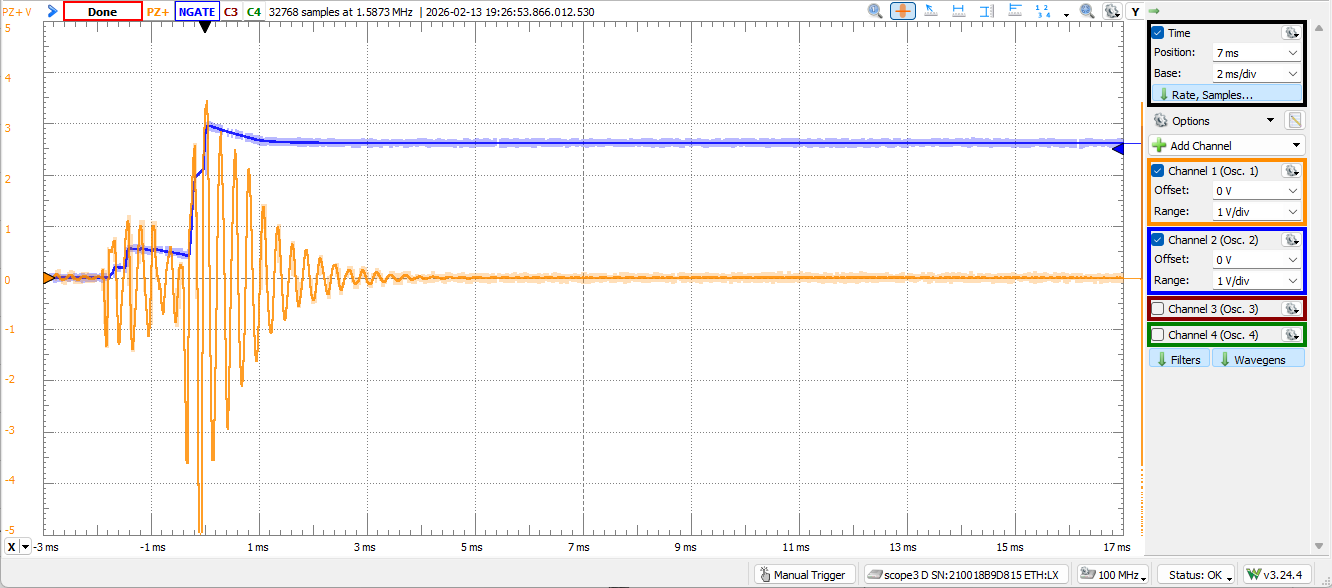 PZ+ V Done PZ+ NGATE C3 C4 32768 samples at 1.5873 MHz | 2026-02-13 19:26:53.866.012.530 Y
5
4
3
2
1
0
-1
-2
-3
-4
-5
X -3 ms -1 ms 1 ms 3 ms 5 ms 7 ms 9 ms 11 ms 13 ms 15 ms 17 ms
Time
Position: 7 ms
Base: 2 ms/div
Rate, Samples...
Options
Add Channel
Channel 1 (Osc. 1)
Offset: 0 V
Range: 1 V/div
Channel 2 (Osc. 2)
Offset: 0 V
Range: 1 V/div
Channel 3 (Osc. 3)
Channel 4 (Osc. 4)
Filters Wavegens
Manual Trigger scope3 D SN:210018B9D815 ETH:LX 100 MHz Status: OK v3.24.4